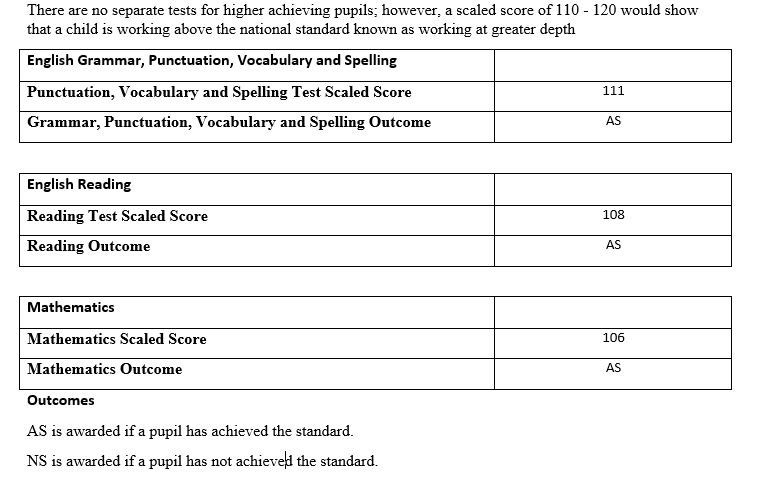 There are no separate tests for higher achieving pupils; however, a scaled score of 110 - 120 would show
that a child is working above the national standard known as working at greater depth
English Grammar, Punctuation, Vocabulary and Spelling
Punctuation, Vocabulary and Spelling Test Scaled Score 111
Grammar, Punctuation, Vocabulary and Spelling Outcome AS
English Reading
Reading Test Scaled Score 108
Reading Outcome AS
Mathematics
Mathematics Scaled Score 106
Mathematics Outcome AS
Outcomes
AS is awarded if a pupil has achieved the standard.
NS is awarded if a pupil has not achieved the standard.